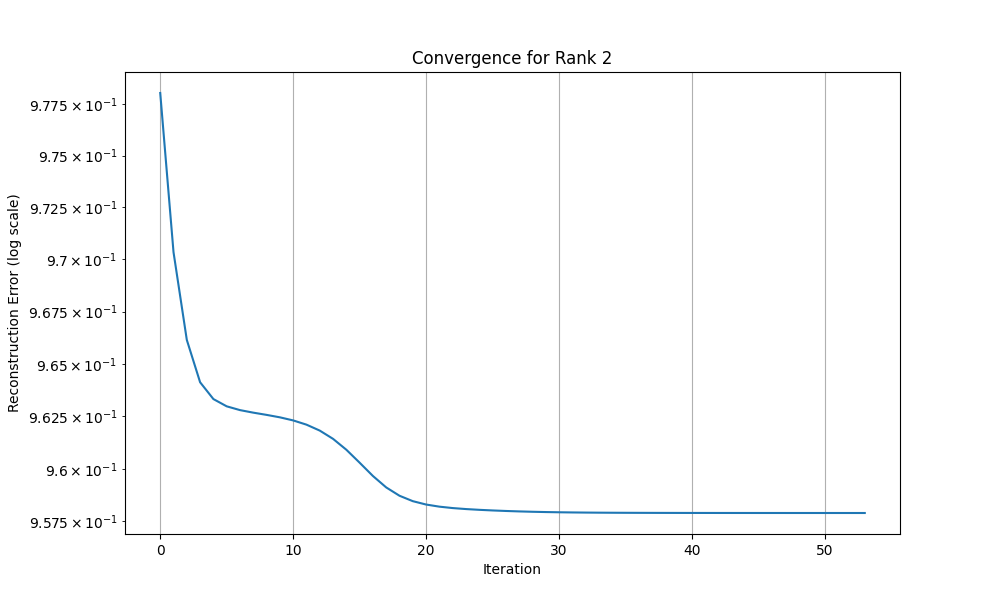 Convergence for Rank 2
Reconstruction Error (log scale)
9.775 × 10⁻¹
9.75 × 10⁻¹
9.725 × 10⁻¹
9.7 × 10⁻¹
9.675 × 10⁻¹
9.65 × 10⁻¹
9.625 × 10⁻¹
9.6 × 10⁻¹
9.575 × 10⁻¹
0 10 20 30 40 50
Iteration